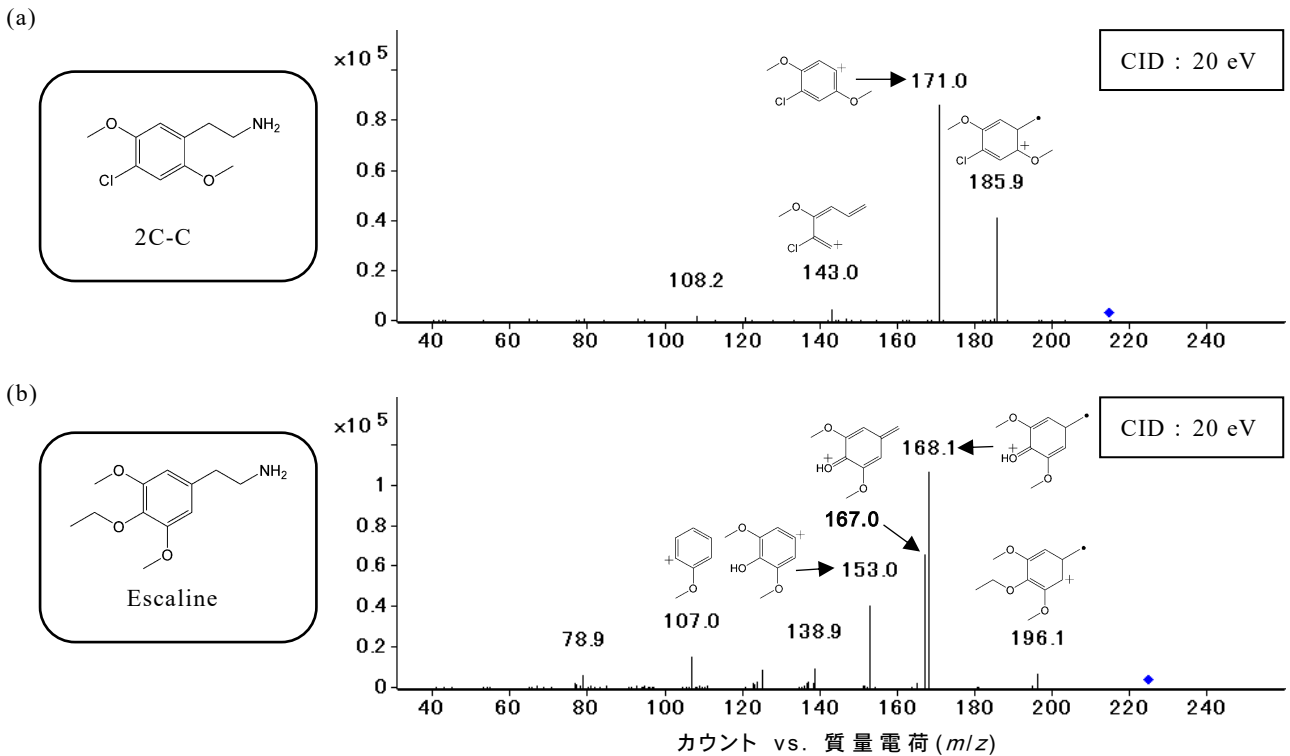 (a)
×10 5
CID : 20 eV
O
NH2
Cl
O
2C-C
O
+
Cl
O
171.0
O
•
+
Cl
O
185.9
O
Cl
+
143.0
108.2
0.8
0.6
0.4
0.2
0
40 60 80 100 120 140 160 180 200 220 240
(b)
×10 5
CID : 20 eV
O
NH2
O
O
Escaline
O
+
HO
O
167.0
168.1
O
•
+
HO
O
+
O
107.0
O
+
HO
O
153.0
O
•
O
+
O
196.1
138.9
78.9
1
0.8
0.6
0.4
0.2
0
40 60 80 100 120 140 160 180 200 220 240
カウント vs. 質量電荷(m/z)